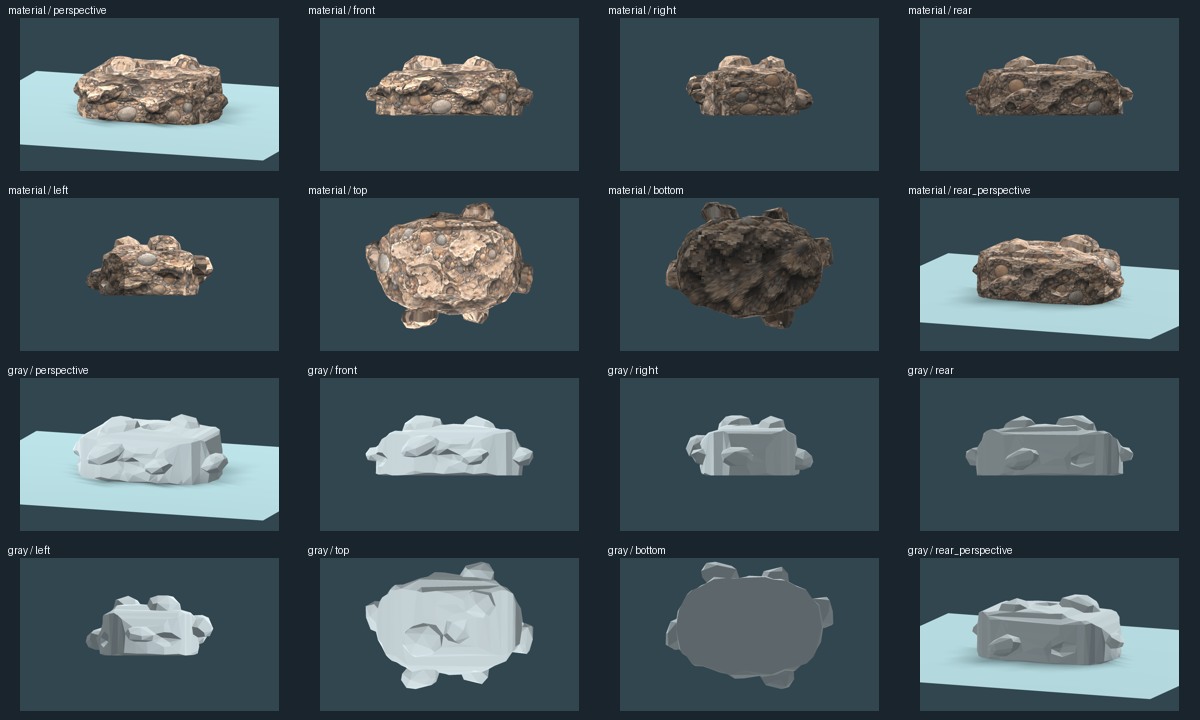 material / perspective
material / front
material / right
material / rear
material / left
material / top
material / bottom
material / rear_perspective
gray / perspective
gray / front
gray / right
gray / rear
gray / left
gray / top
gray / bottom
gray / rear_perspective